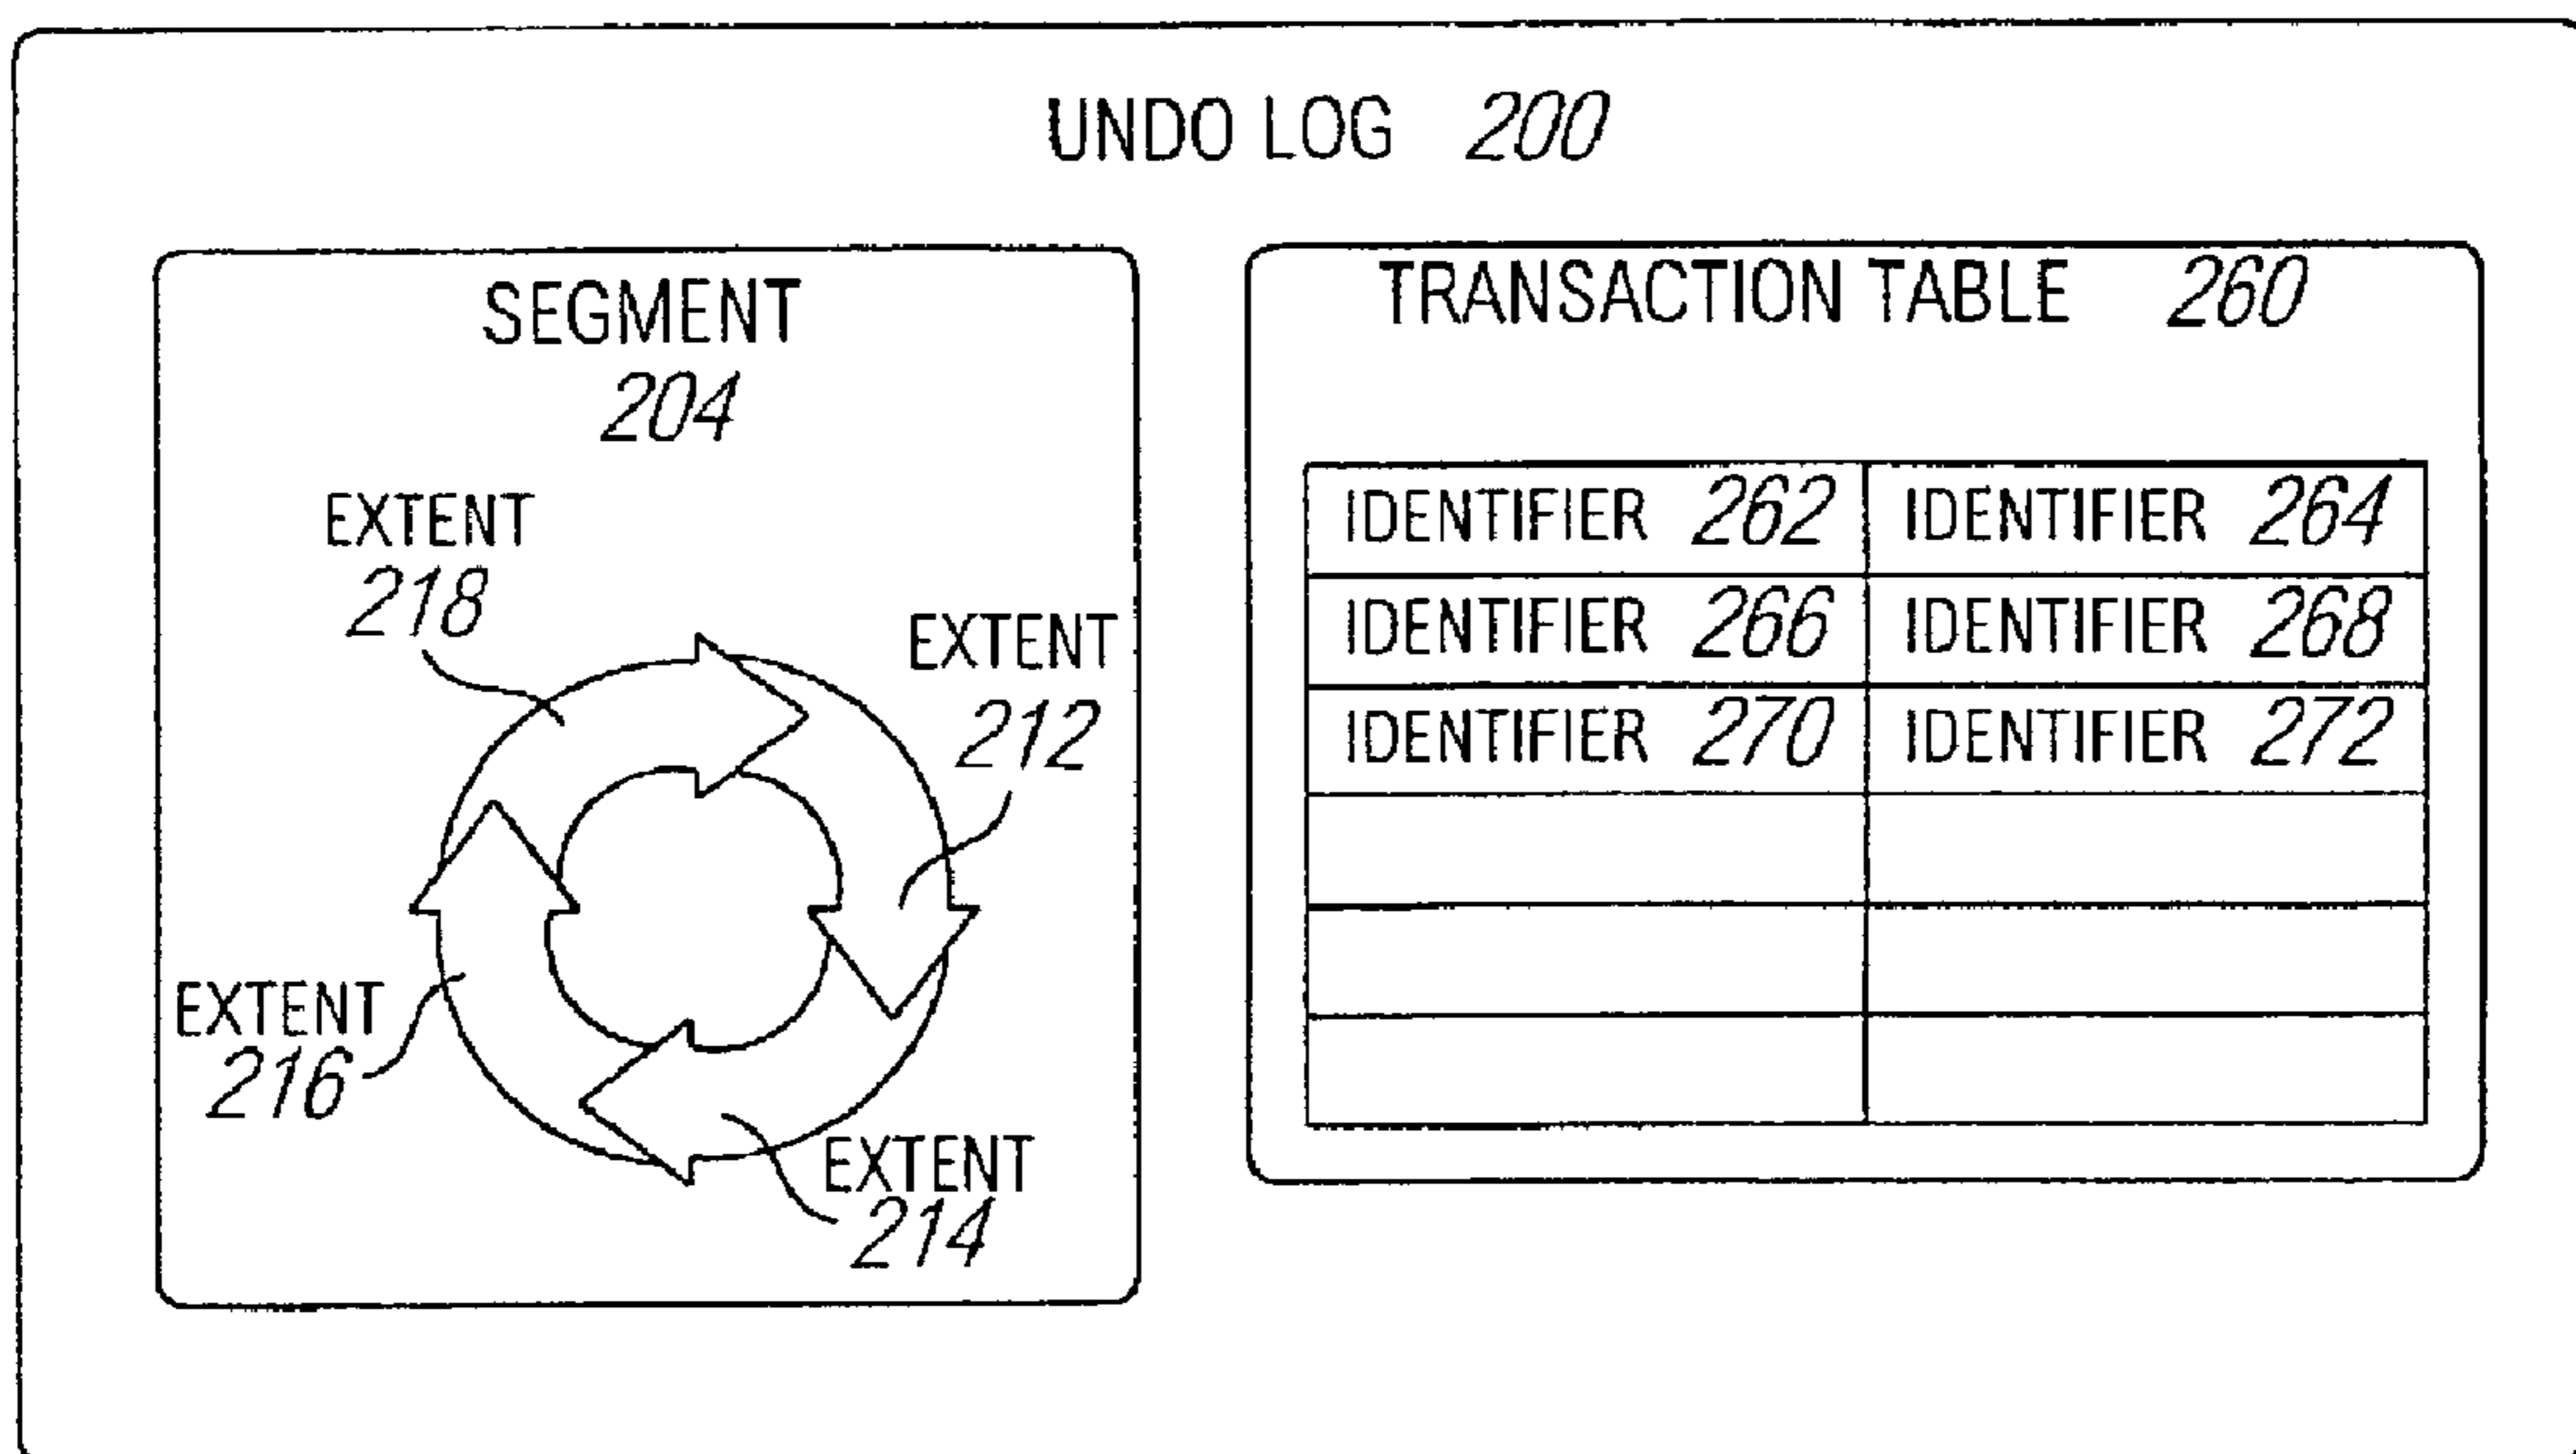 UNDO LOG 200
SEGMENT
204
EXTENT
218
EXTENT
212
EXTENT
216
EXTENT
214
TRANSACTION TABLE 260
IDENTIFIER 262 IDENTIFIER 264
IDENTIFIER 266 IDENTIFIER 268
IDENTIFIER 270 IDENTIFIER 272